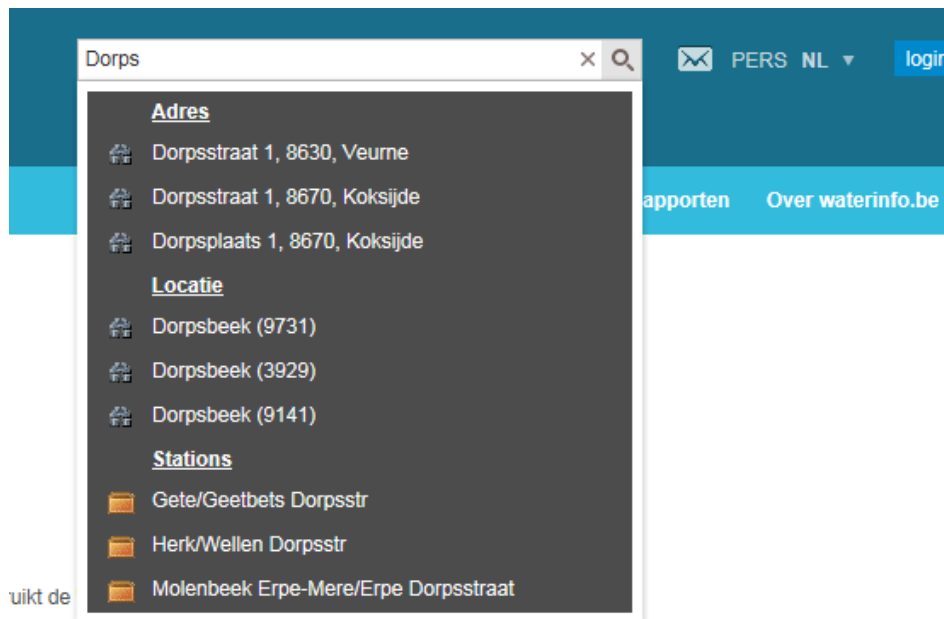 Dorps
PERS NL
login
Adres
Dorpsstraat 1, 8630, Veurne
Dorpsstraat 1, 8670, Koksijde
Dorpsplaats 1, 8670, Koksijde
apporten Over waterinfo.be
Locatie
Dorpsbeek (9731)
Dorpsbeek (3929)
Dorpsbeek (9141)
Stations
Gete/Geetbets Dorpsstr
Herk/Wellen Dorpsstr
Molenbeek Erpe-Mere/Erpe Dorpsstraat
uikt de